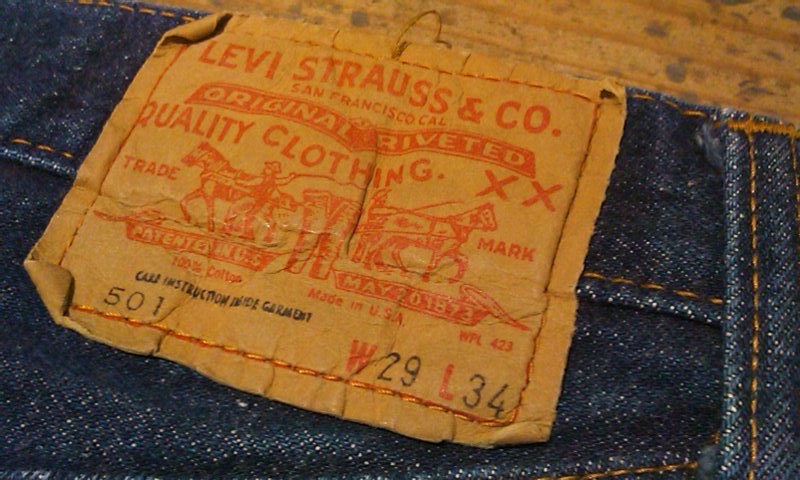 LEVI STRAUSS & CO.
SAN FRANCISCO, CAL
ORIGINAL RIVETED
QUALITY CLOTHING.
XX
TRADE MARK
PATENTED IN U.S. MAY 20 1873
100% Cotton
Made in U.S.A.
WPL 423
CARE INSTRUCTION INSIDE GARMENT
501
W 29 L 34